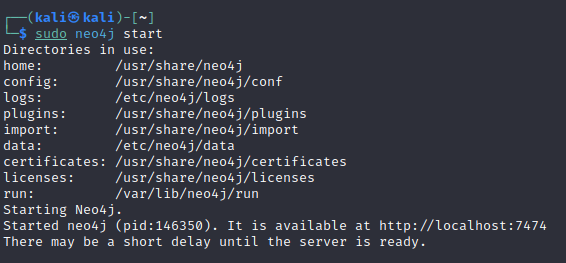 ┌──(kali㉿kali)-[~]
└─$ sudo neo4j start
Directories in use:
home:         /usr/share/neo4j
config:       /usr/share/neo4j/conf
logs:         /etc/neo4j/logs
plugins:      /usr/share/neo4j/plugins
import:       /usr/share/neo4j/import
data:         /etc/neo4j/data
certificates: /usr/share/neo4j/certificates
licenses:     /usr/share/neo4j/licenses
run:          /var/lib/neo4j/run
Starting Neo4j.
Started neo4j (pid:146350). It is available at http://localhost:7474
There may be a short delay until the server is ready.